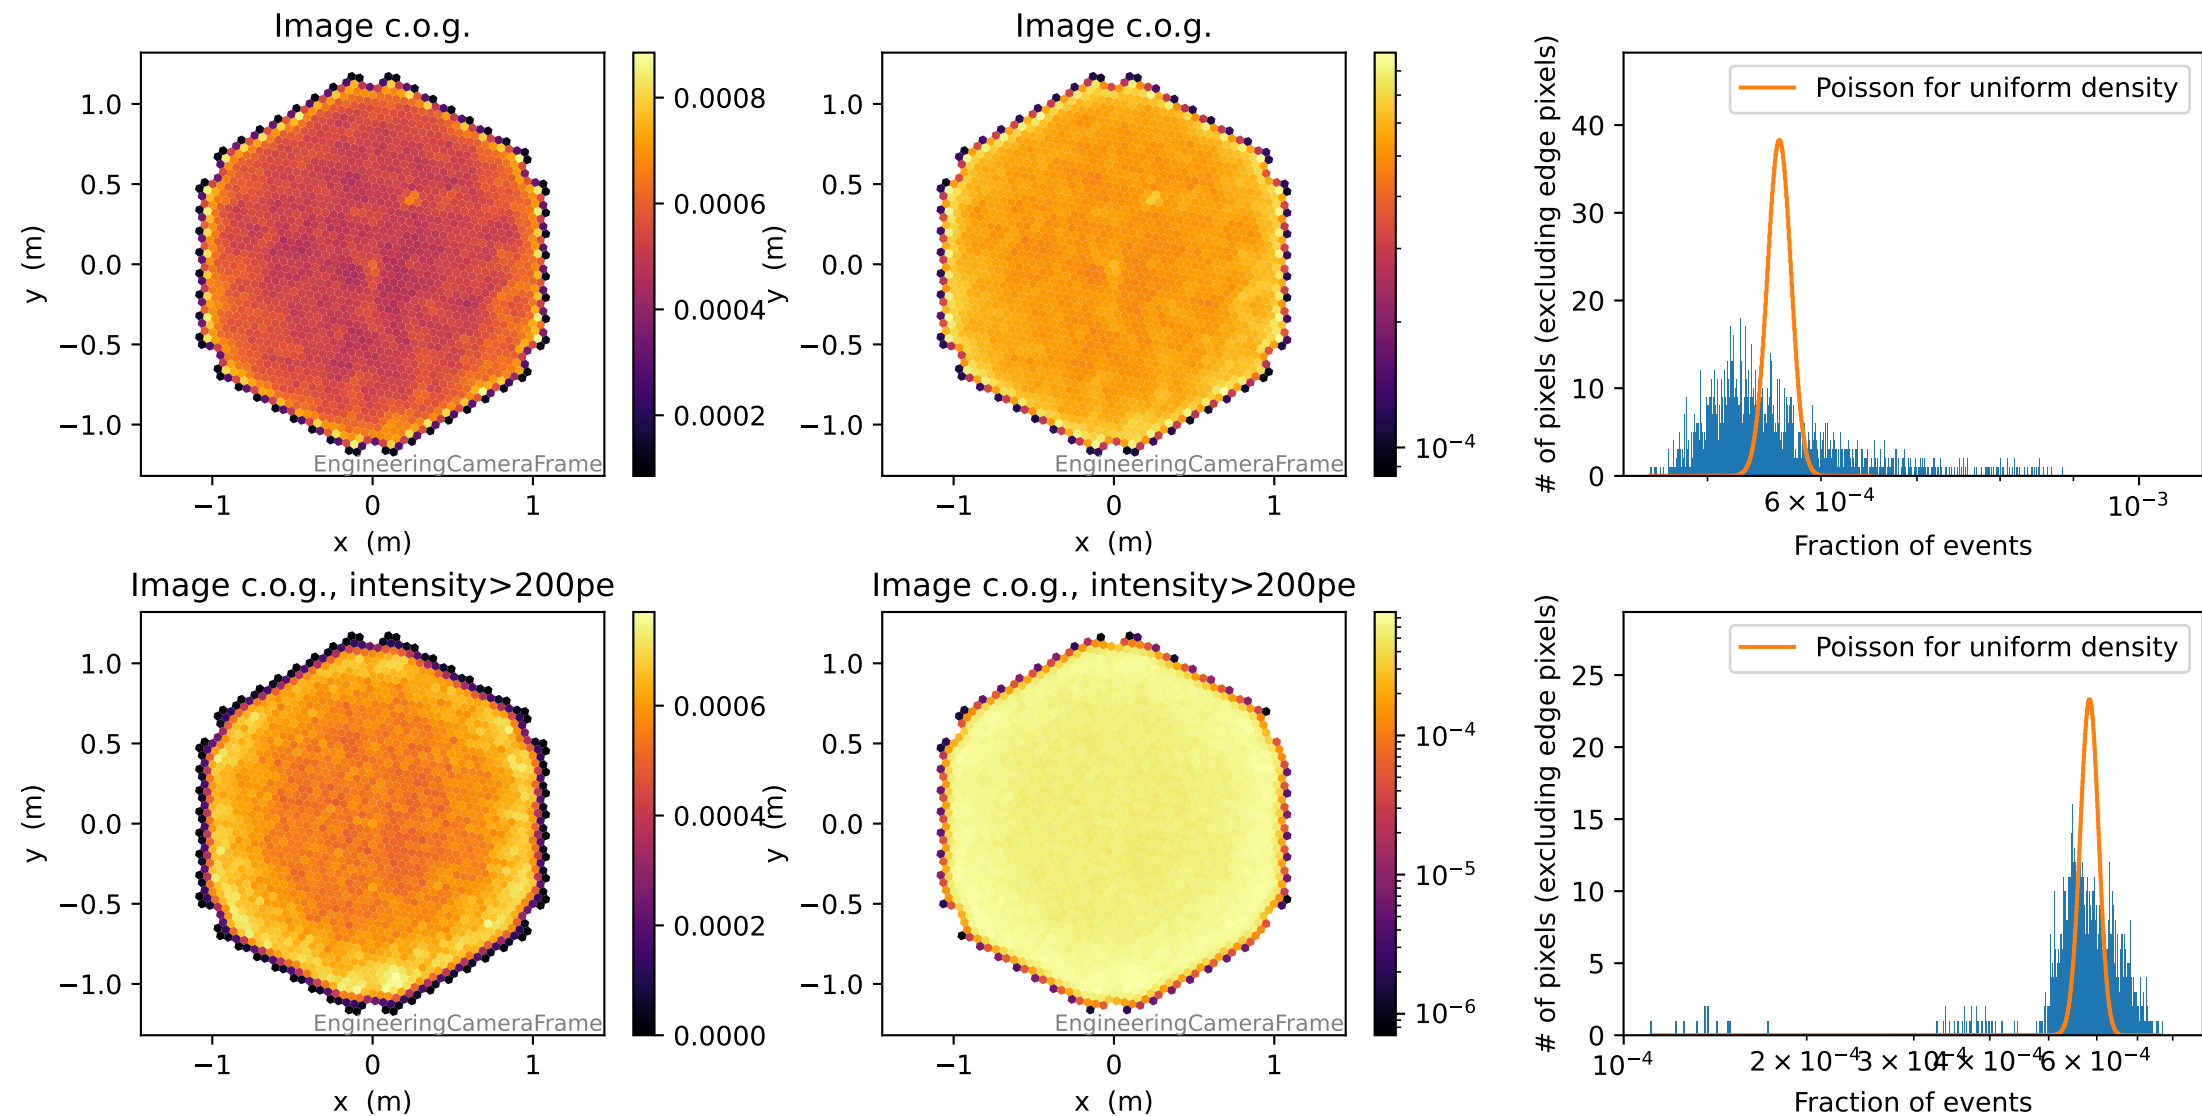 Image c.o.g.
1.0
0.5
0.0
−0.5
−1.0
y (m)
−1
0
1
x (m)
EngineeringCameraFrame
0.0008
0.0006
0.0004
0.0002
Image c.o.g.
1.0
0.5
0.0
−0.5
−1.0
y (m)
−1
0
1
x (m)
EngineeringCameraFrame
10⁻⁴
Poisson for uniform density
# of pixels (excluding edge pixels)
40
30
20
10
0
6 × 10⁻⁴
10⁻³
Fraction of events
Image c.o.g., intensity>200pe
1.0
0.5
0.0
−0.5
−1.0
y (m)
−1
0
1
x (m)
EngineeringCameraFrame
0.0006
0.0004
0.0002
0.0000
Image c.o.g., intensity>200pe
1.0
0.5
0.0
−0.5
−1.0
y (m)
−1
0
1
x (m)
EngineeringCameraFrame
10⁻⁴
10⁻⁵
10⁻⁶
Poisson for uniform density
# of pixels (excluding edge pixels)
25
20
15
10
5
0
10⁻⁴
2 × 10⁻⁴
3 × 10⁻⁴
4 × 10⁻⁴
6 × 10⁻⁴
Fraction of events